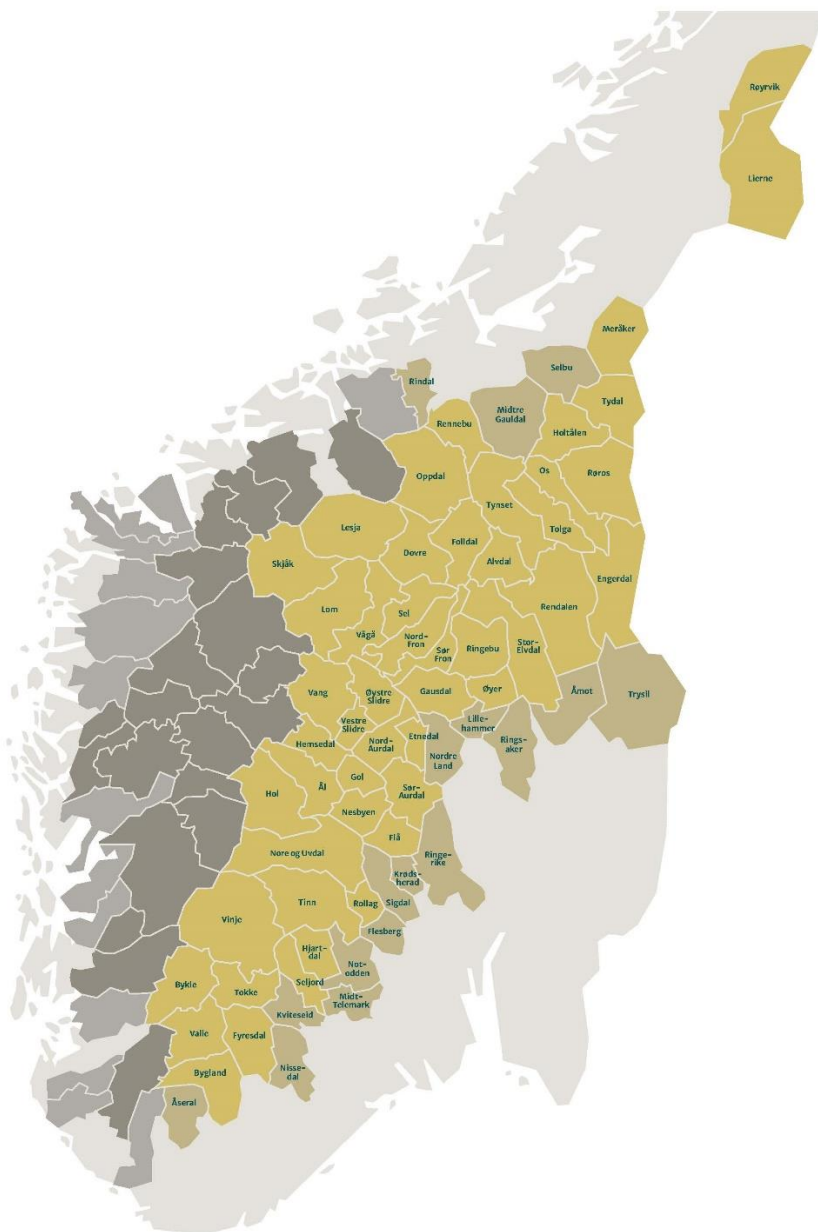 Røyrvik
Lierne
Meråker
Selbu
Rindal
Tydal
Midtre
Gauldal
Rennebu
Holtålen
Os
Røros
Oppdal
Tynset
Lesja
Tolga
Folldal
Dovre
Alvdal
Skjåk
Engerdal
Rendalen
Lom
Sel
Vågå
Nord-
Fron
Sør
Fron
Ringebu
Stor-
Elvdal
Vang
Øystre
Slidre
Gausdal
Øyer
Åmot
Trysil
Vestre
Slidre
Lille-
hammer
Hemsedal
Nord-
Aurdal
Etnedal
Rings-
aker
Nordre
Land
Hol
Ål
Gol
Sør-
Aurdal
Nesbyen
Flå
Nore og Uvdal
Ringe-
rike
Krøds-
herad
Tinn
Rollag
Sigdal
Vinje
Flesberg
Hjart-
dal
Not-
odden
Bykle
Tokke
Seljord
Midt-
Telemark
Kviteseid
Valle
Fyresdal
Bygland
Nisse-
dal
Åseral